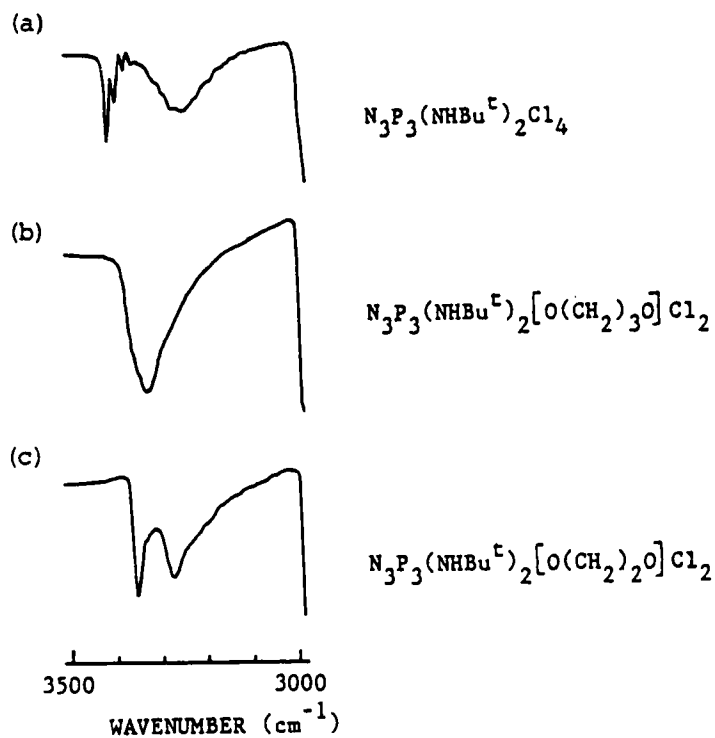 (a)
N₃P₃(NHBuᵗ)₂Cl₄
(b)
N₃P₃(NHBuᵗ)₂[O(CH₂)₃O]Cl₂
(c)
N₃P₃(NHBuᵗ)₂[O(CH₂)₂O]Cl₂
3500 3000
WAVENUMBER (cm⁻¹)